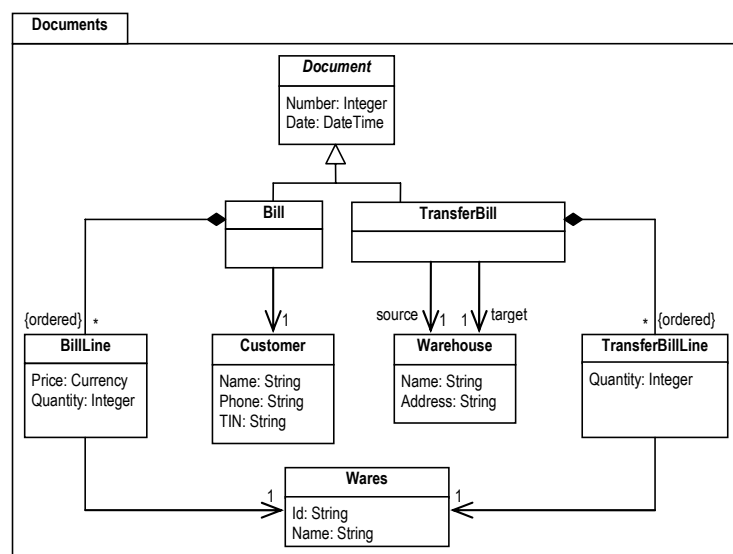 Documents
Document
Number: Integer
Date: DateTime
Bill
TransferBill
{ordered}
*
1
source
1
1
target
*
{ordered}
BillLine
Price: Currency
Quantity: Integer
Customer
Name: String
Phone: String
TIN: String
Warehouse
Name: String
Address: String
TransferBillLine
Quantity: Integer
1
Wares
Id: String
Name: String
1